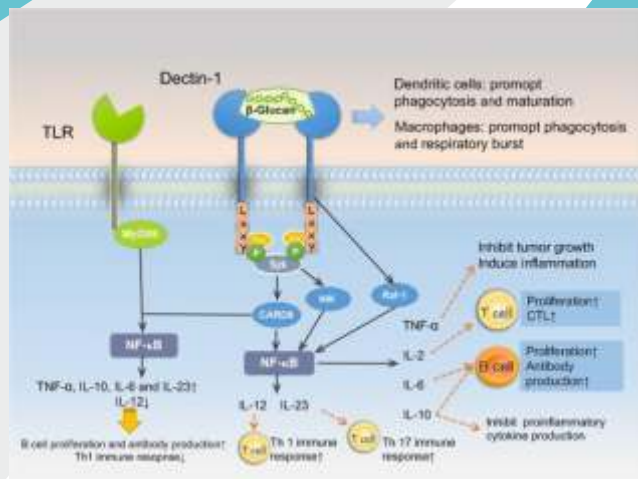 Dectin-1
β-Glucan
Dendritic cells: promopt
phagocytosis and maturation
Macrophages: promopt phagocytosis
and respiratory burst
TLR
L
x
x
Y
L
x
x
Y
MyD88
P
P
Syk
Raf-1
CARD9
NF-κB
NF-κB
TNF-α, IL-10, IL-6 and IL-23↑
IL-12↓
B cell proliferation and antibody production↑
Th1 immune resopnse↓
IL-12 IL-23
T cell
Th 1 immune
response↑
T cell
Th 17 immune
response↑
TNF-α
IL-2
IL-6
IL-10
Inhibit tumor growth
Induce inflammation
T cell
Proliferation↑
CTL↑
B cell
Proliferation↑
Antibody
production↑
Inhibit proinflammatory
cytokine production